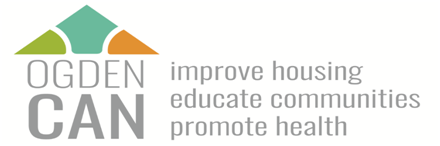 OGDEN
CAN
improve housing
educate communities
promote health